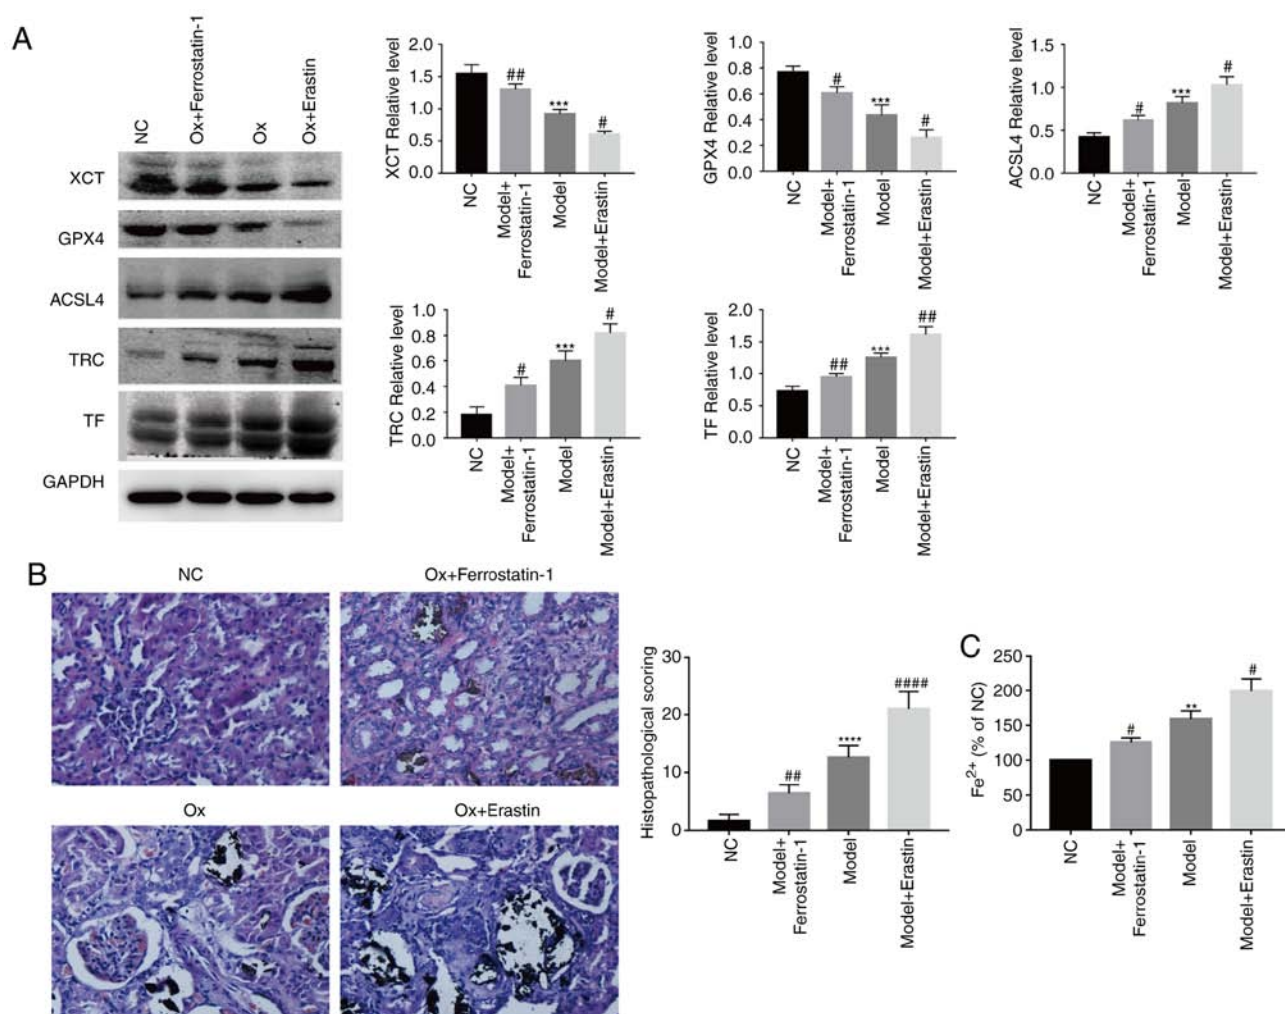 A
NC
Ox+Ferrostatin-1
Ox
Ox+Erastin
XCT
GPX4
ACSL4
TRC
TF
GAPDH
XCT Relative level
2.0
1.5
1.0
0.5
0.0
##
***
#
NC
Model+
Ferrostatin-1
Model
Model+Erastin
GPX4 Relative level
1.0
0.8
0.6
0.4
0.2
0.0
#
***
#
NC
Model+
Ferrostatin-1
Model
Model+Erastin
ACSL4 Relative level
1.5
1.0
0.5
0.0
#
***
#
NC
Model+
Ferrostatin-1
Model
Model+Erastin
TRC Relative level
1.0
0.8
0.6
0.4
0.2
0.0
#
***
#
NC
Model+
Ferrostatin-1
Model
Model+Erastin
TF Relative level
2.0
1.5
1.0
0.5
0.0
##
***
##
NC
Model+
Ferrostatin-1
Model
Model+Erastin
B
NC
Ox+Ferrostatin-1
Ox
Ox+Erastin
Histopathological scoring
30
20
10
0
##
****
####
NC
Model+
Ferrostatin-1
Model
Model+Erastin
C
Fe²⁺ (% of NC)
250
200
150
100
50
0
#
**
#
NC
Model+
Ferrostatin-1
Model
Model+Erastin